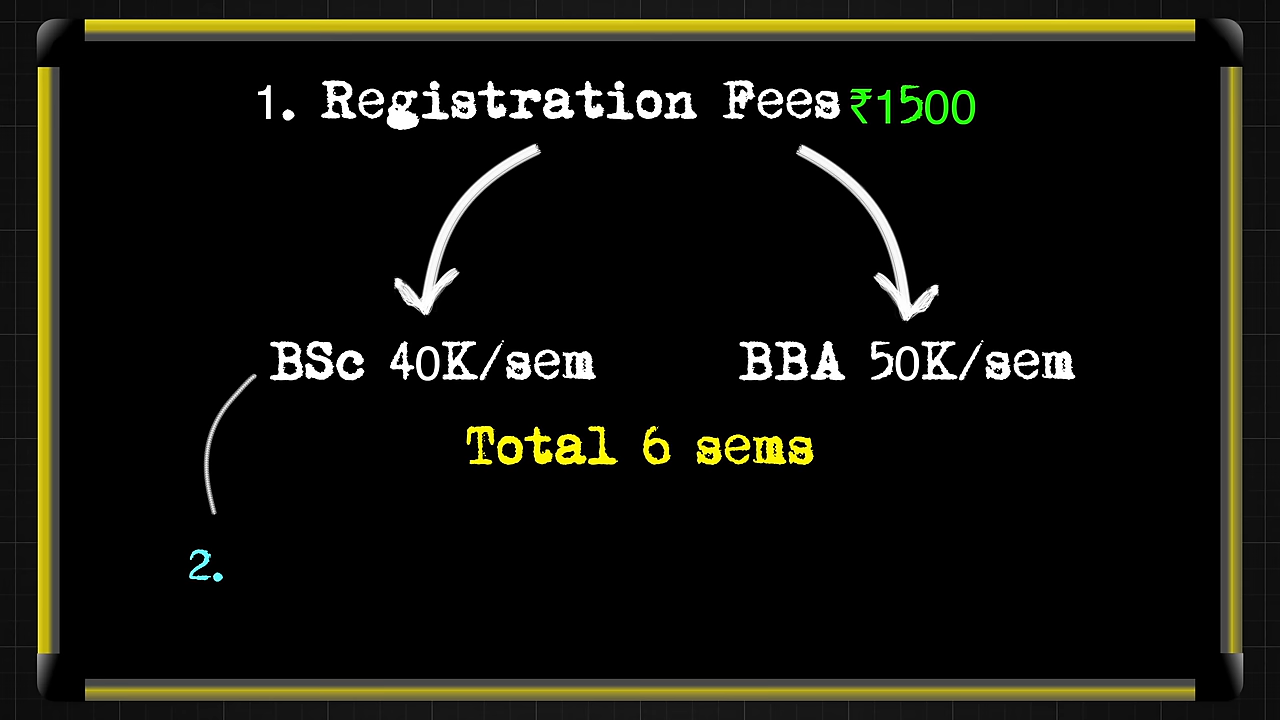 1. Registration Fees ₹1500
BSc 40K/sem
BBA 50K/sem
Total 6 sems
2.